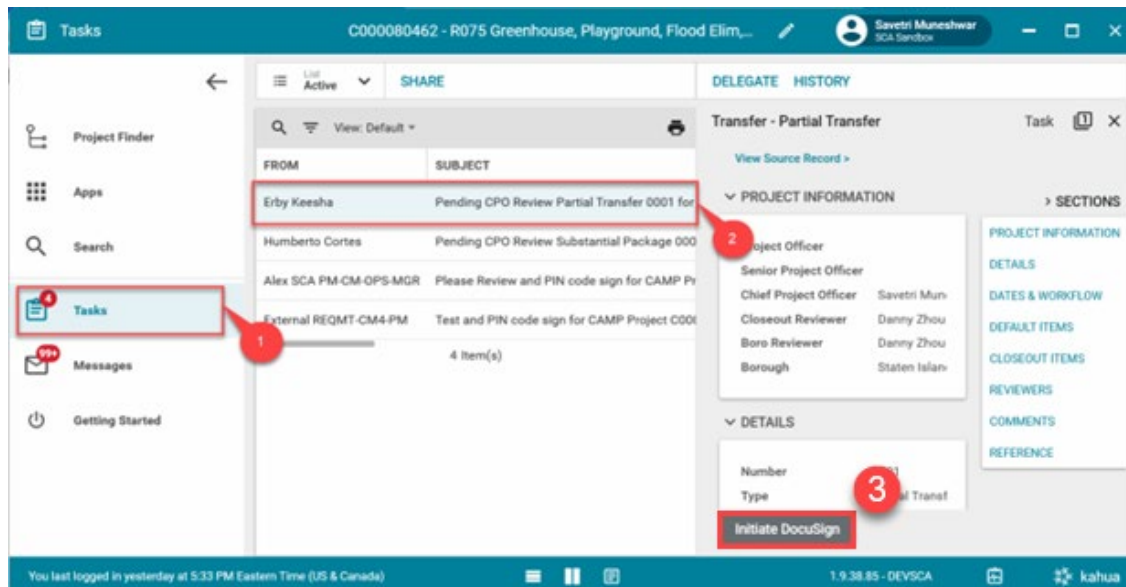 Tasks
C000080462 - R075 Greenhouse, Playground, Flood Elim,...
Savetri Muneshwar
SCA Sandbox
List
Active
SHARE
DELEGATE HISTORY
Project Finder
Apps
Search
4
Tasks
99+
Messages
Getting Started
View: Default
FROM SUBJECT
Erby Keesha Pending CPO Review Partial Transfer 0001 for
Humberto Cortes Pending CPO Review Substantial Package 000
Alex SCA PM-CM-OPS-MGR Please Review and PIN code sign for CAMP Pr
External REQMT-CM4-PM Test and PIN code sign for CAMP Project C00
4 Item(s)
1
2
Transfer - Partial Transfer Task 1
View Source Record >
PROJECT INFORMATION
Project Officer
Senior Project Officer
Chief Project Officer Savetri Mun
Closeout Reviewer Danny Zhou
Boro Reviewer Danny Zhou
Borough Staten Islan
DETAILS
Number
Type al Transf
3
Initiate DocuSign
> SECTIONS
PROJECT INFORMATION
DETAILS
DATES & WORKFLOW
DEFAULT ITEMS
CLOSEOUT ITEMS
REVIEWERS
COMMENTS
REFERENCE
You last logged in yesterday at 5:33 PM Eastern Time (US & Canada)
1.9.38.85 - DEVSCA
kahua